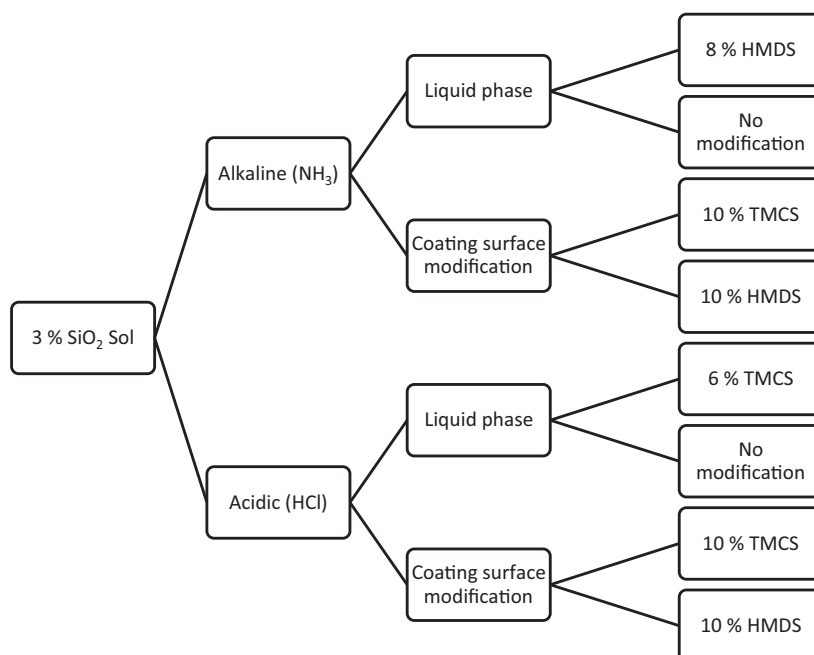 3 % SiO₂ Sol
Alkaline (NH₃)
Liquid phase
8 % HMDS
No
modification
Coating surface
modification
10 % TMCS
10 % HMDS
Acidic (HCl)
Liquid phase
6 % TMCS
No
modification
Coating surface
modification
10 % TMCS
10 % HMDS